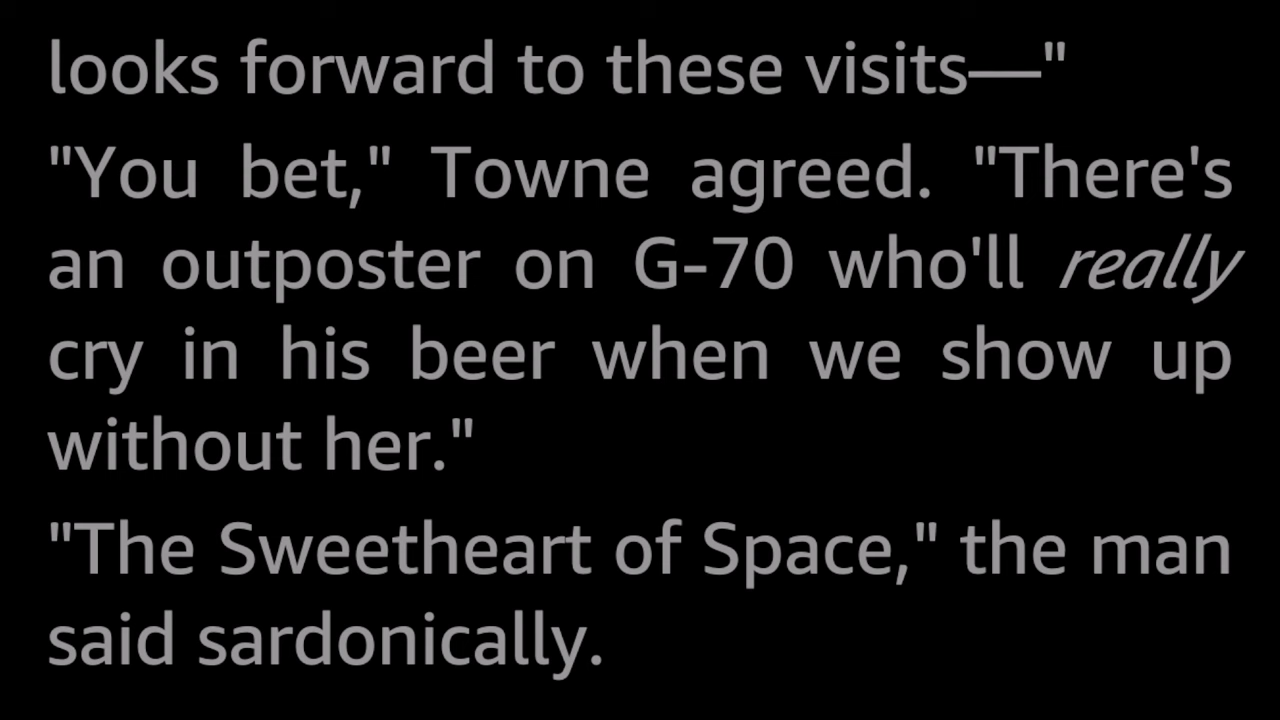 looks forward to these visits—"
"You bet," Towne agreed. "There's
an outposter on G-70 who'll really
cry in his beer when we show up
without her."
"The Sweetheart of Space," the man
said sardonically.